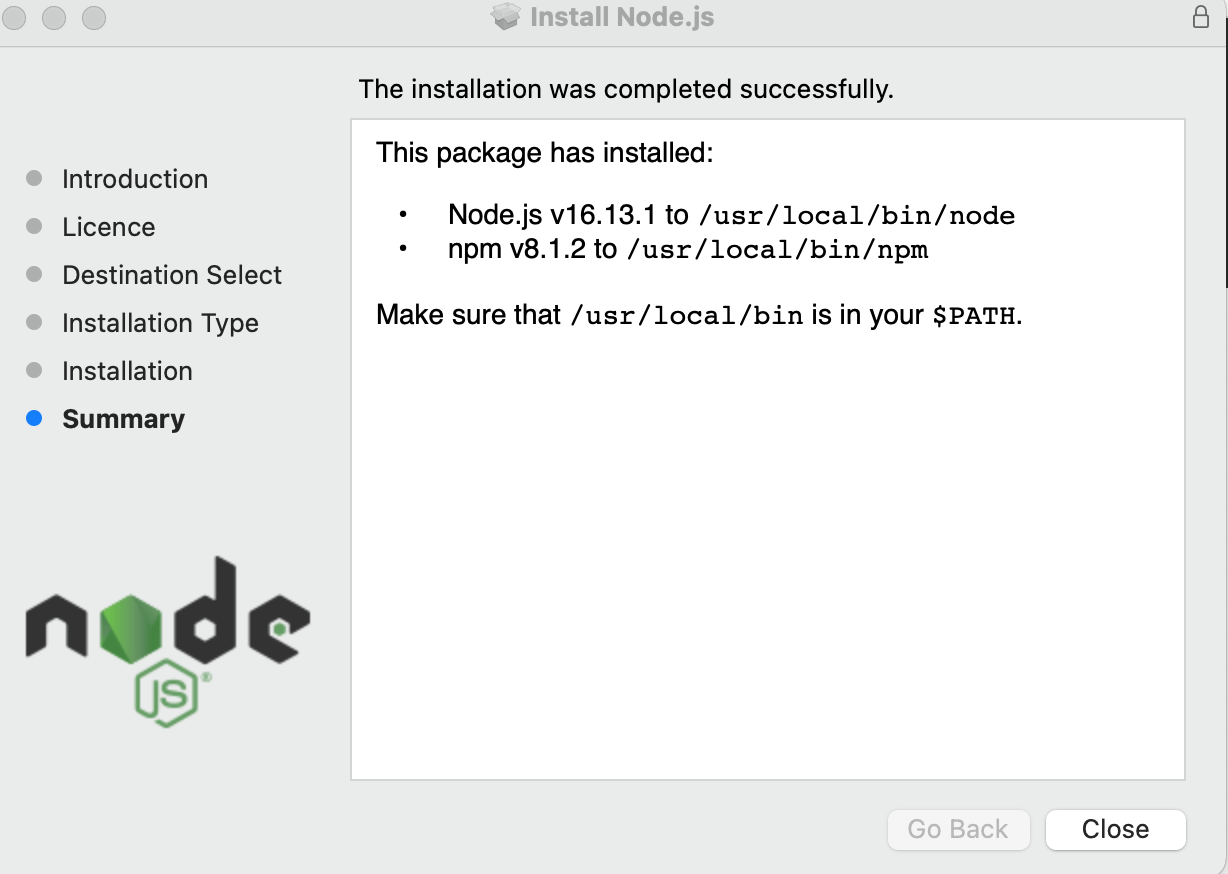 Install Node.js
The installation was completed successfully.
Introduction
Licence
Destination Select
Installation Type
Installation
Summary
This package has installed:
• Node.js v16.13.1 to /usr/local/bin/node
• npm v8.1.2 to /usr/local/bin/npm
Make sure that /usr/local/bin is in your $PATH.
node
JS®
Go Back
Close